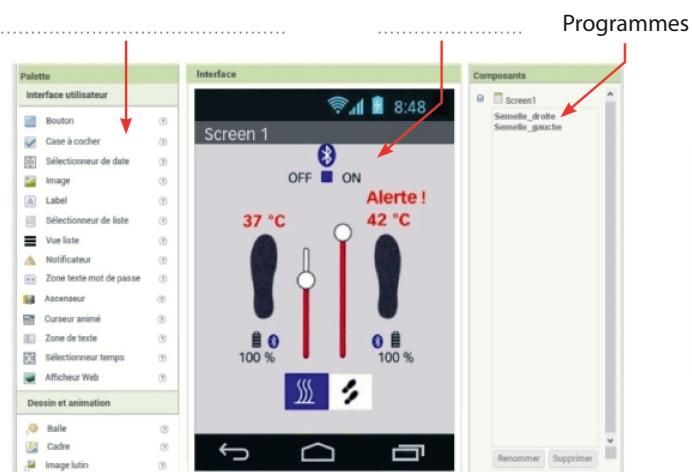 Programmes
Palette
Interface utilisateur
Bouton
Case à cocher
Sélectionneur de date
Image
Label
Sélectionneur de liste
Vue liste
Notificateur
Zone texte mot de passe
Ascenseur
Curseur animé
Zone de texte
Sélectionneur temps
Afficheur Web
Dessin et animation
Balle
Cadre
Image lutin
Interface
8:48
Screen 1
OFF ON
Alerte !
37 °C 42 °C
100 % 100 %
Composants
Screen1
Semelle_droite
Semelle_gauche
Renommer Supprimer